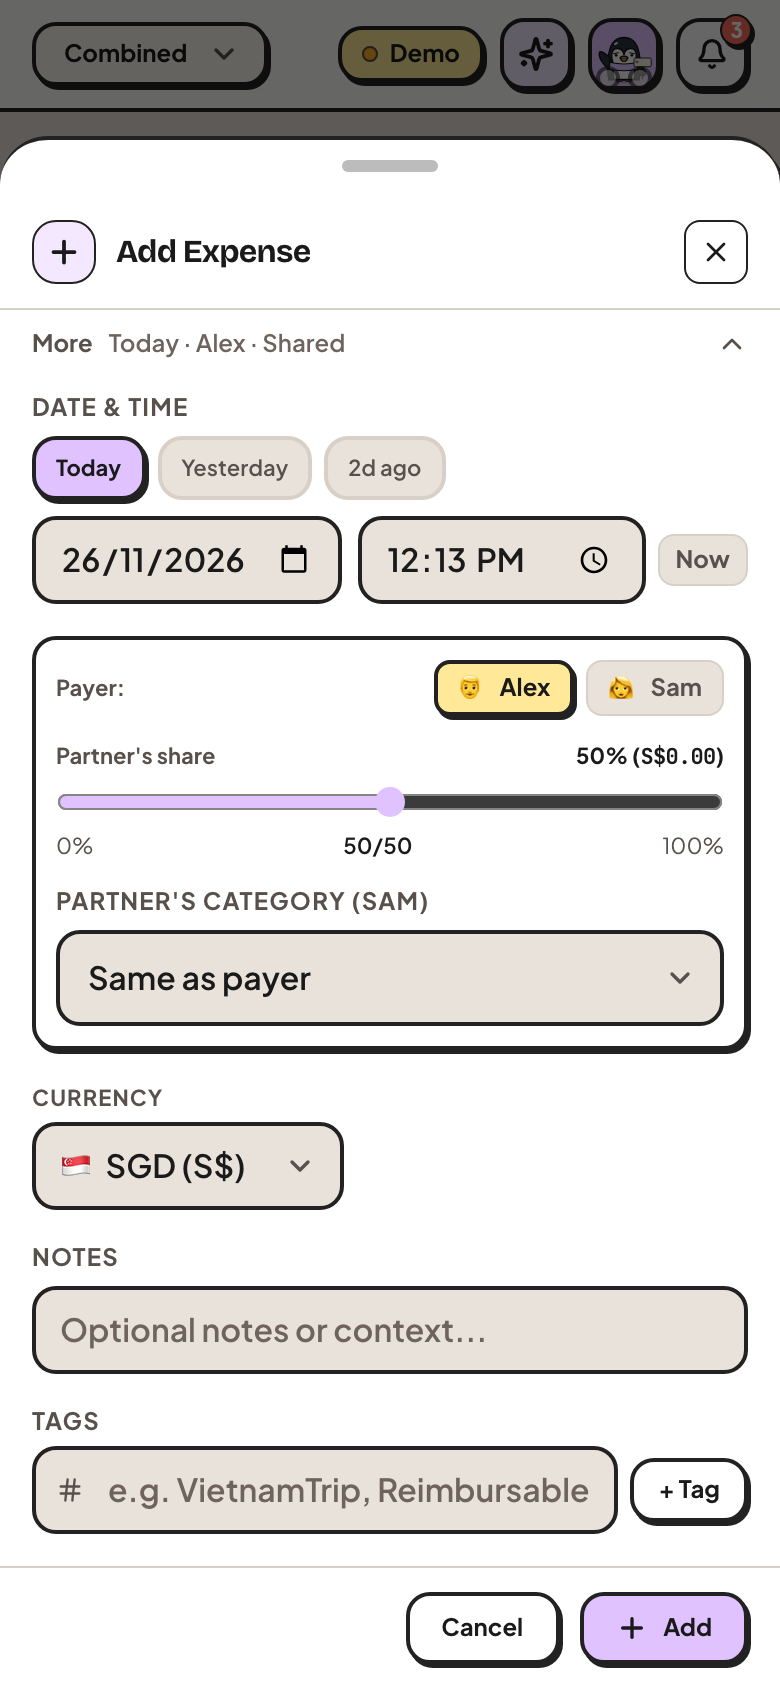 Combined
Demo
3
Add Expense
More Today · Alex · Shared
DATE & TIME
Today
Yesterday
2d ago
26/11/2026
12:13 PM
Now
Payer:
Alex
Sam
Partner's share
50% (S$0.00)
0%
50/50
100%
PARTNER'S CATEGORY (SAM)
Same as payer
CURRENCY
SGD (S$)
NOTES
Optional notes or context...
TAGS
# e.g. VietnamTrip, Reimbursable
+ Tag
Cancel
+ Add